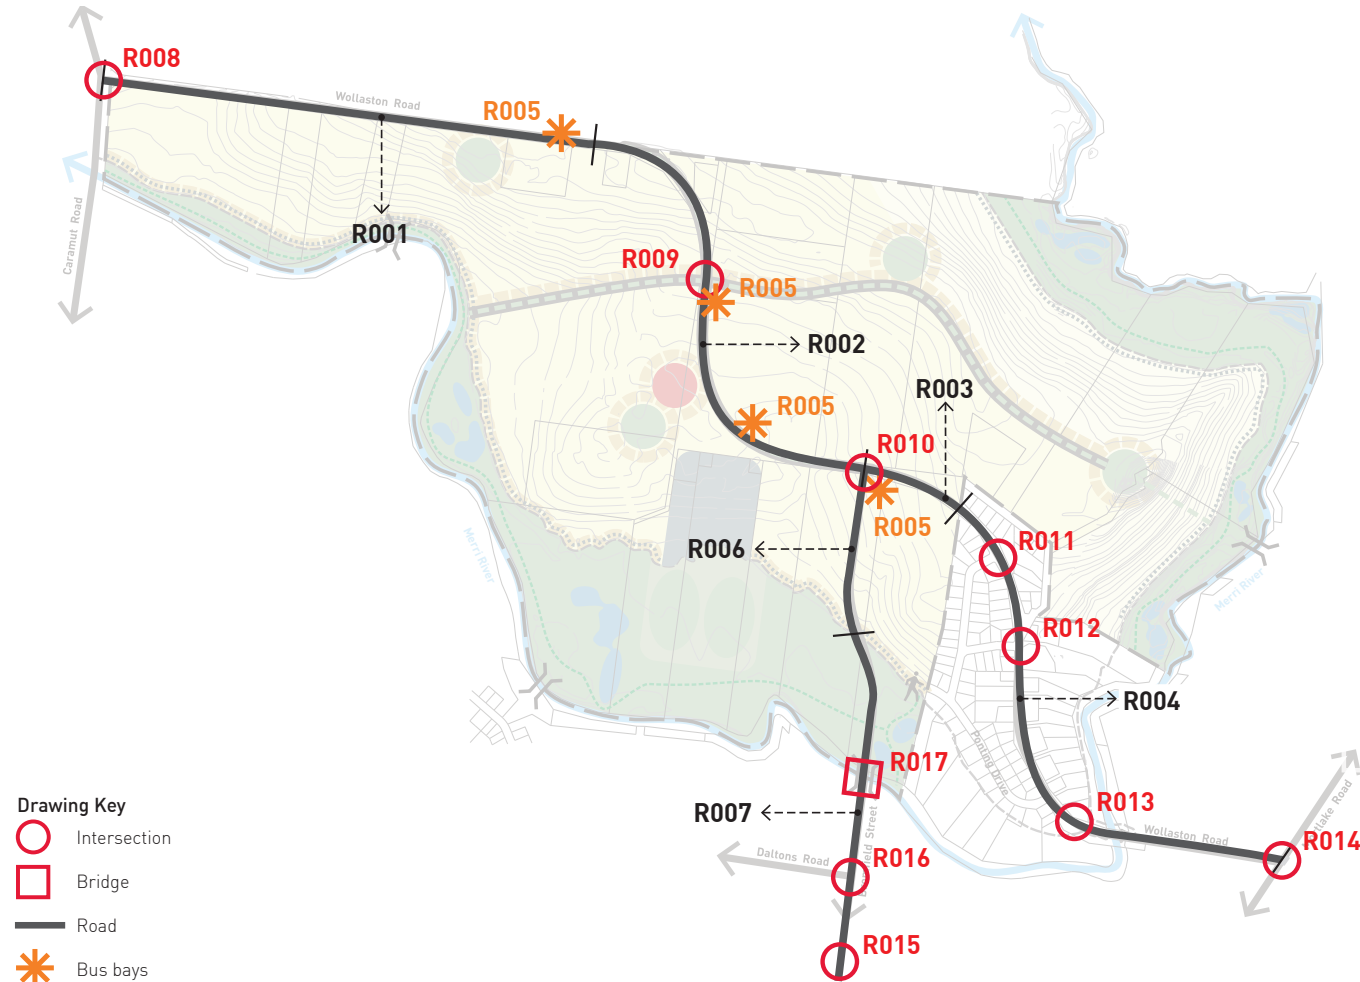 R008
Wollaston Road
R005
Caramut Road
R001
R009
R005
R002
R003
R005
R010
R005
R006
R011
Merri River
Merri River
R012
R004
Ponting Drive
R017
R007
R013
Wollaston Road
R014
Daltons Road
R016
Street
Road
R015
Drawing Key
Intersection
Bridge
Road
Bus bays